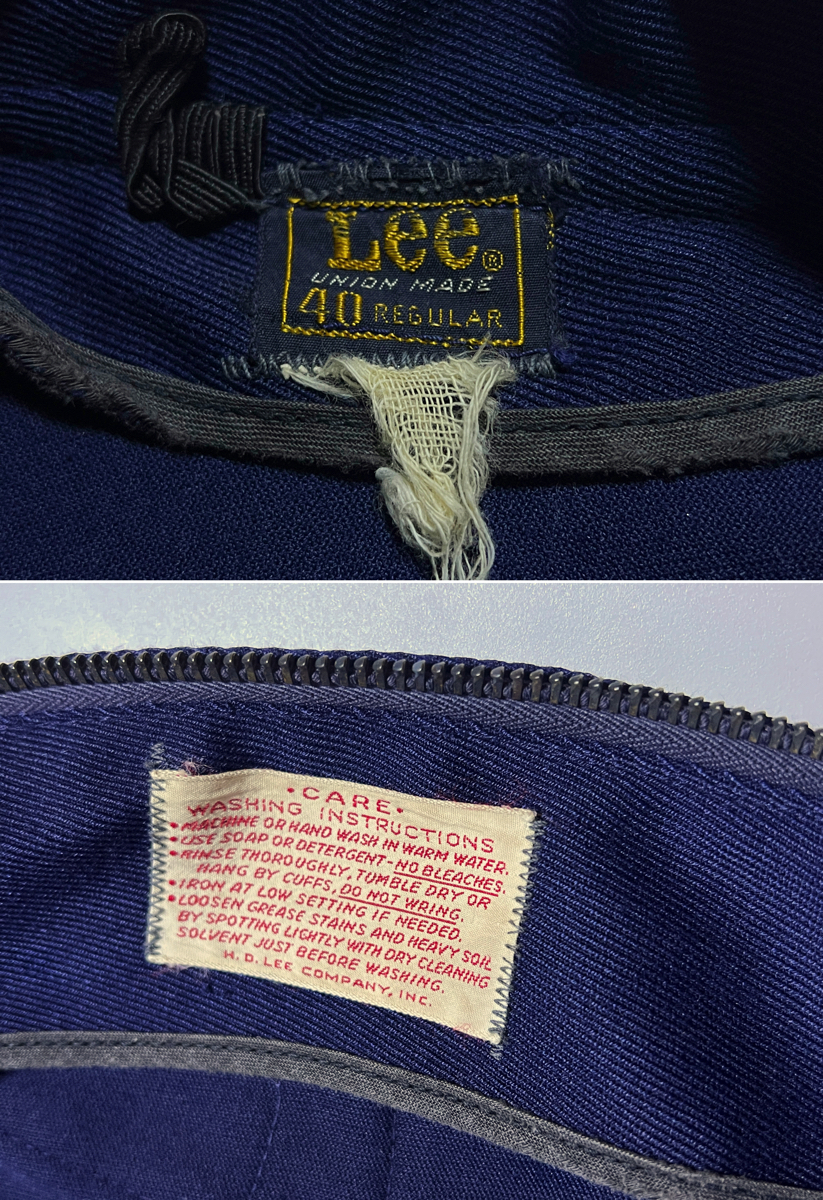 Lee®
UNION MADE
40 REGULAR
•CARE•
WASHING INSTRUCTIONS
•MACHINE OR HAND WASH IN WARM WATER.
•USE SOAP OR DETERGENT-NO BLEACHES.
•RINSE THOROUGHLY, TUMBLE DRY OR
HANG BY CUFFS, DO NOT WRING.
•IRON AT LOW SETTING IF NEEDED.
•LOOSEN GREASE STAINS AND HEAVY SOIL
BY SPOTTING LIGHTLY WITH DRY CLEANING
SOLVENT JUST BEFORE WASHING.
H. D. LEE COMPANY, INC.